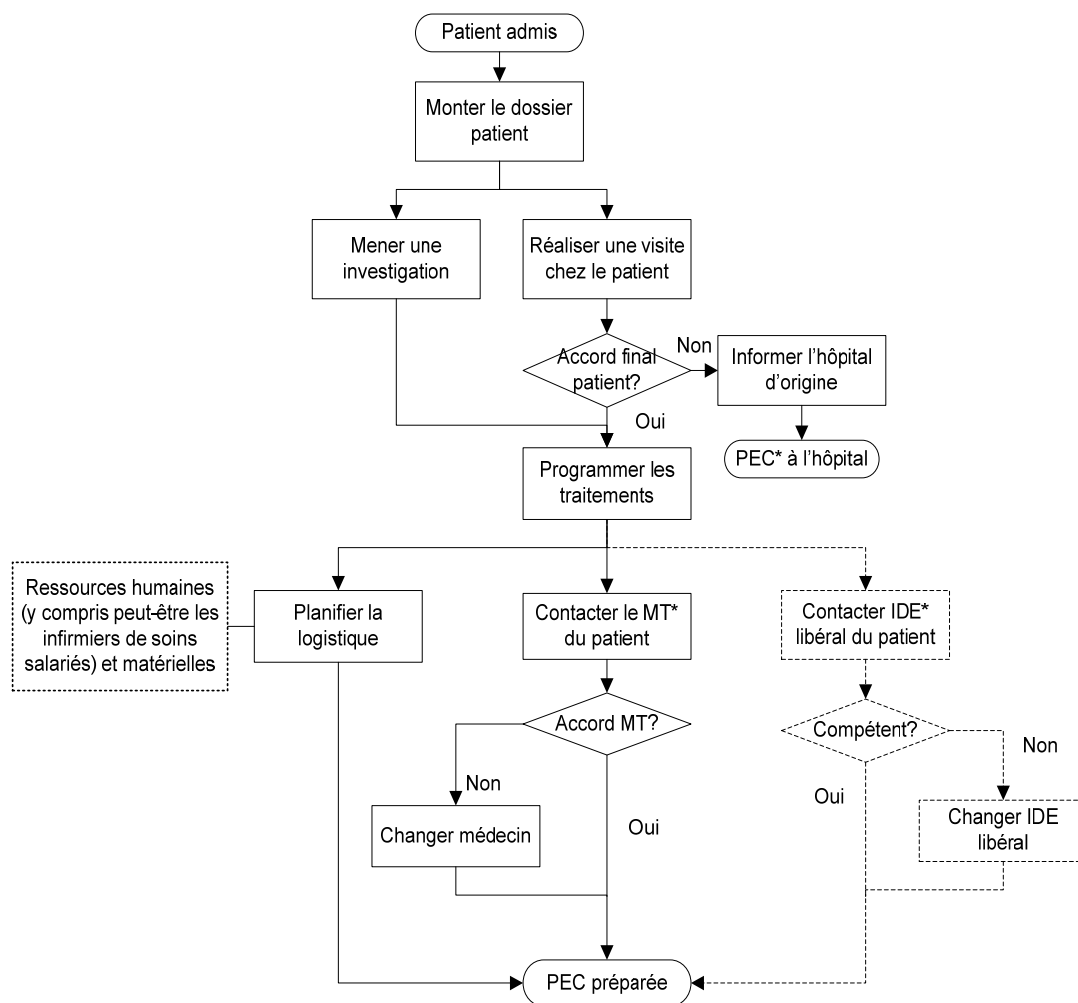 Patient admis
Monter le dossier
patient
Mener une
investigation
Réaliser une visite
chez le patient
Accord final
patient?
Non
Informer l’hôpital
d’origine
Oui
PEC* à l’hôpital
Programmer les
traitements
Ressources humaines
(y compris peut-être les
infirmiers de soins
salariés) et matérielles
Planifier la
logistique
Contacter le MT*
du patient
Contacter IDE*
libéral du patient
Accord MT?
Compétent?
Non
Non
Oui
Oui
Changer médecin
Changer IDE
libéral
PEC préparée